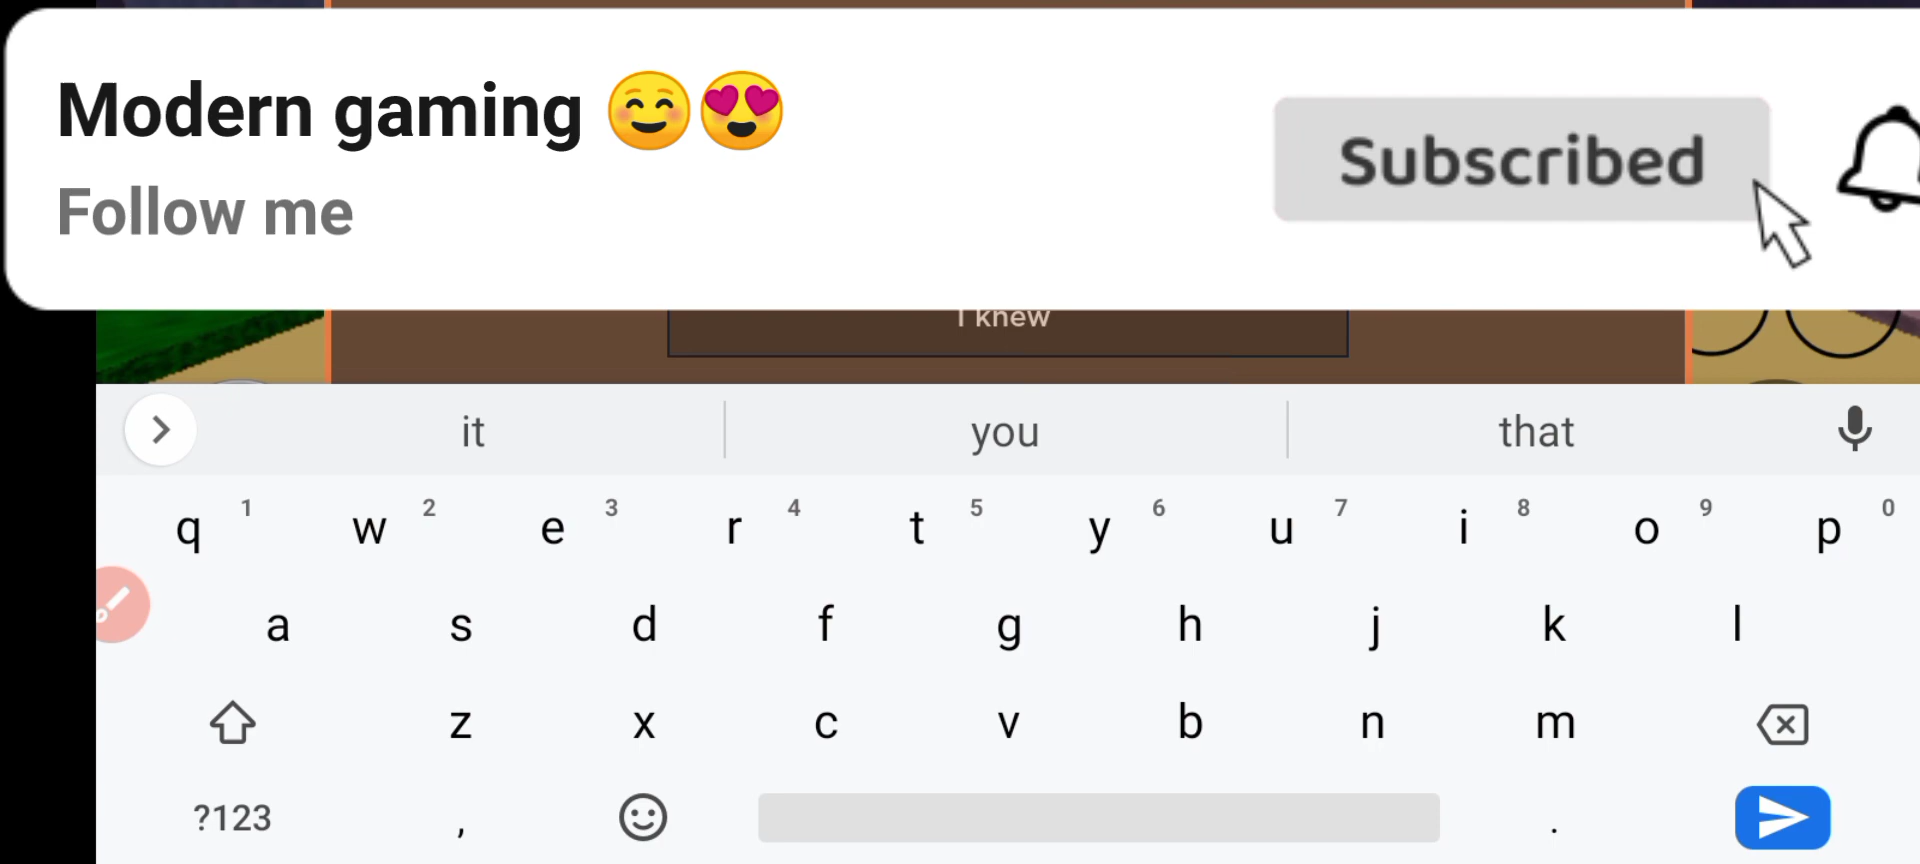 Modern gaming 😊😍
Follow me
Subscribed
I knew
it you that
q 1 w 2 e 3 r 4 t 5 y 6 u 7 i 8 o 9 p 0
a s d f g h j k l
z x c v b n m
?123 , .